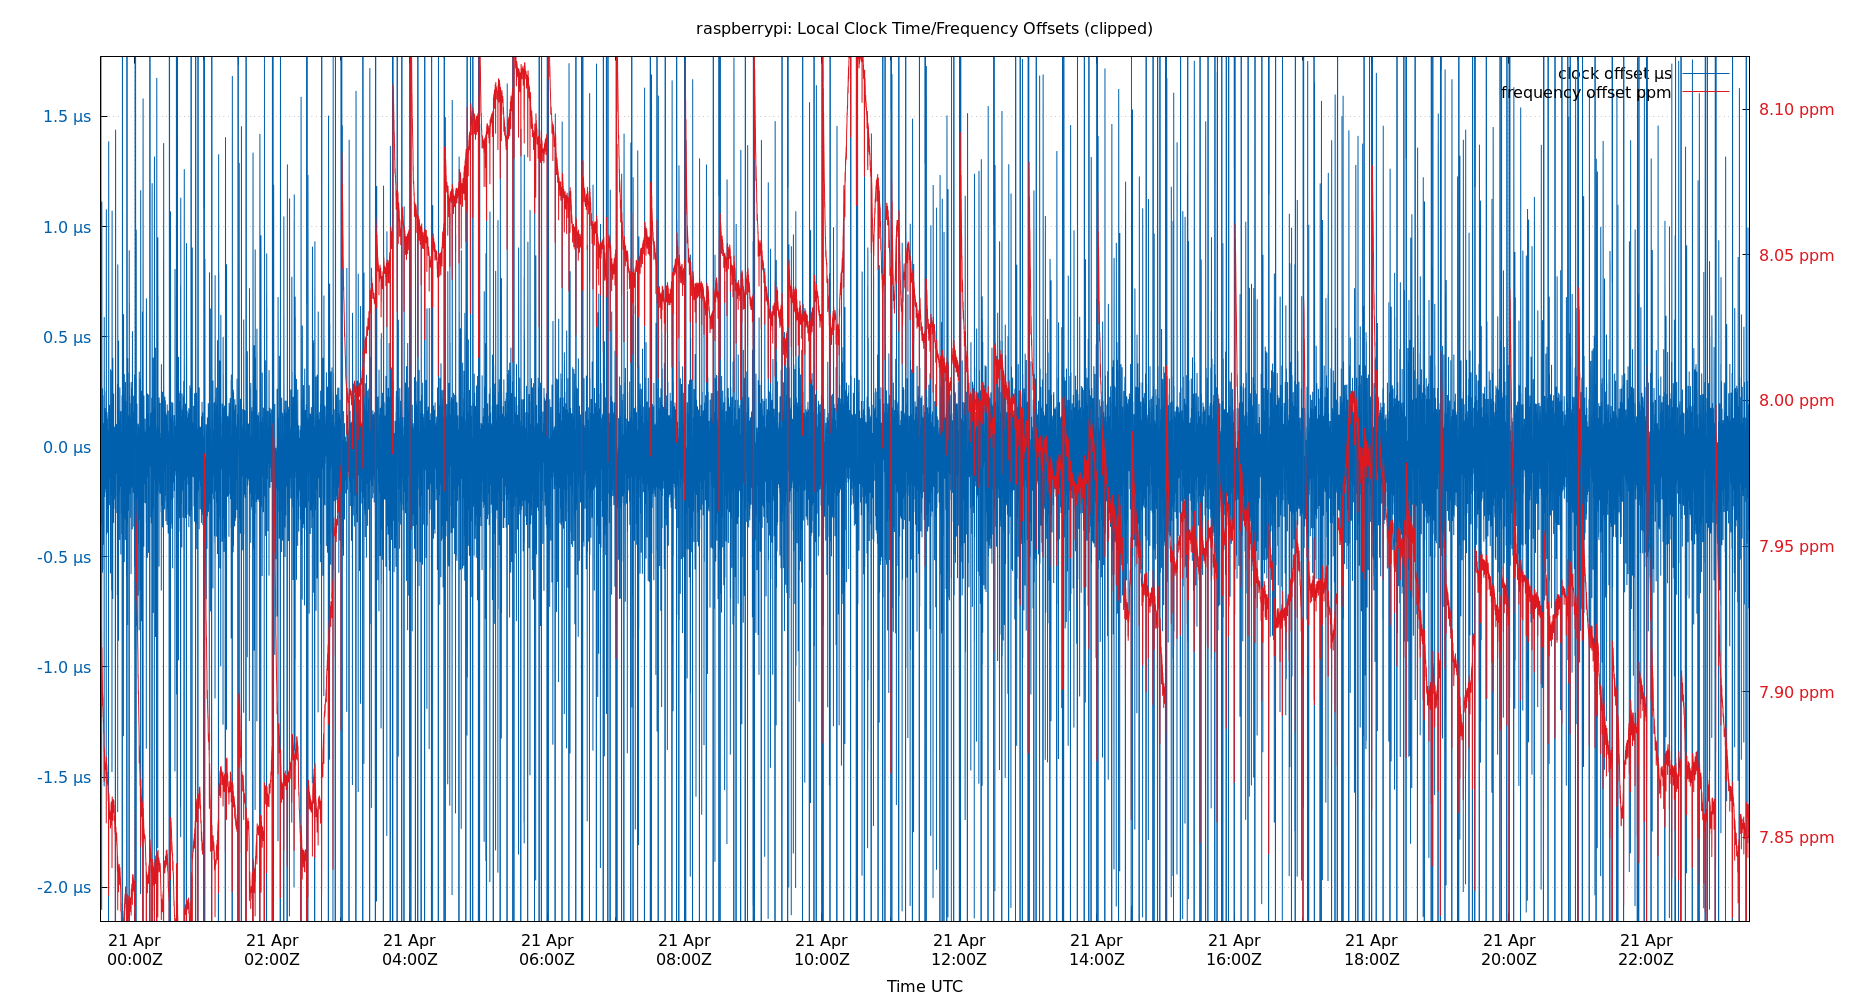 raspberrypi: Local Clock Time/Frequency Offsets (clipped)
clock offset µs
frequency offset ppm
1.5 µs
1.0 µs
0.5 µs
0.0 µs
-0.5 µs
-1.0 µs
-1.5 µs
-2.0 µs
8.10 ppm
8.05 ppm
8.00 ppm
7.95 ppm
7.90 ppm
7.85 ppm
21 Apr
00:00Z
21 Apr
02:00Z
21 Apr
04:00Z
21 Apr
06:00Z
21 Apr
08:00Z
21 Apr
10:00Z
21 Apr
12:00Z
21 Apr
14:00Z
21 Apr
16:00Z
21 Apr
18:00Z
21 Apr
20:00Z
21 Apr
22:00Z
Time UTC